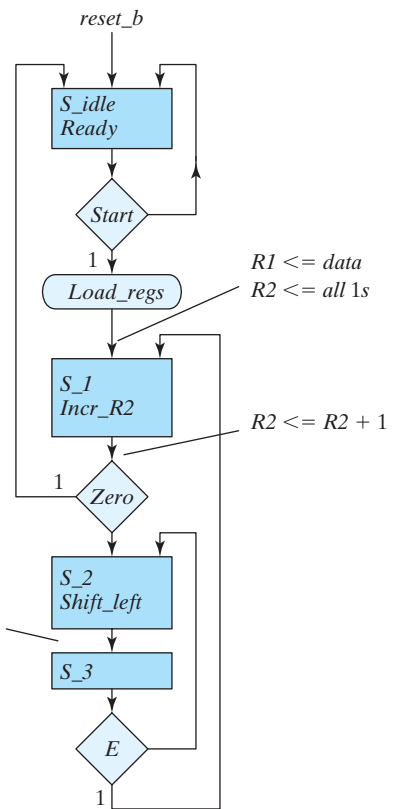 reset_b
S_idle
Ready
Start
1
Load_regs
R1 <= data
R2 <= all 1s
S_1
Incr_R2
R2 <= R2 + 1
1
Zero
S_2
Shift_left
S_3
E
1